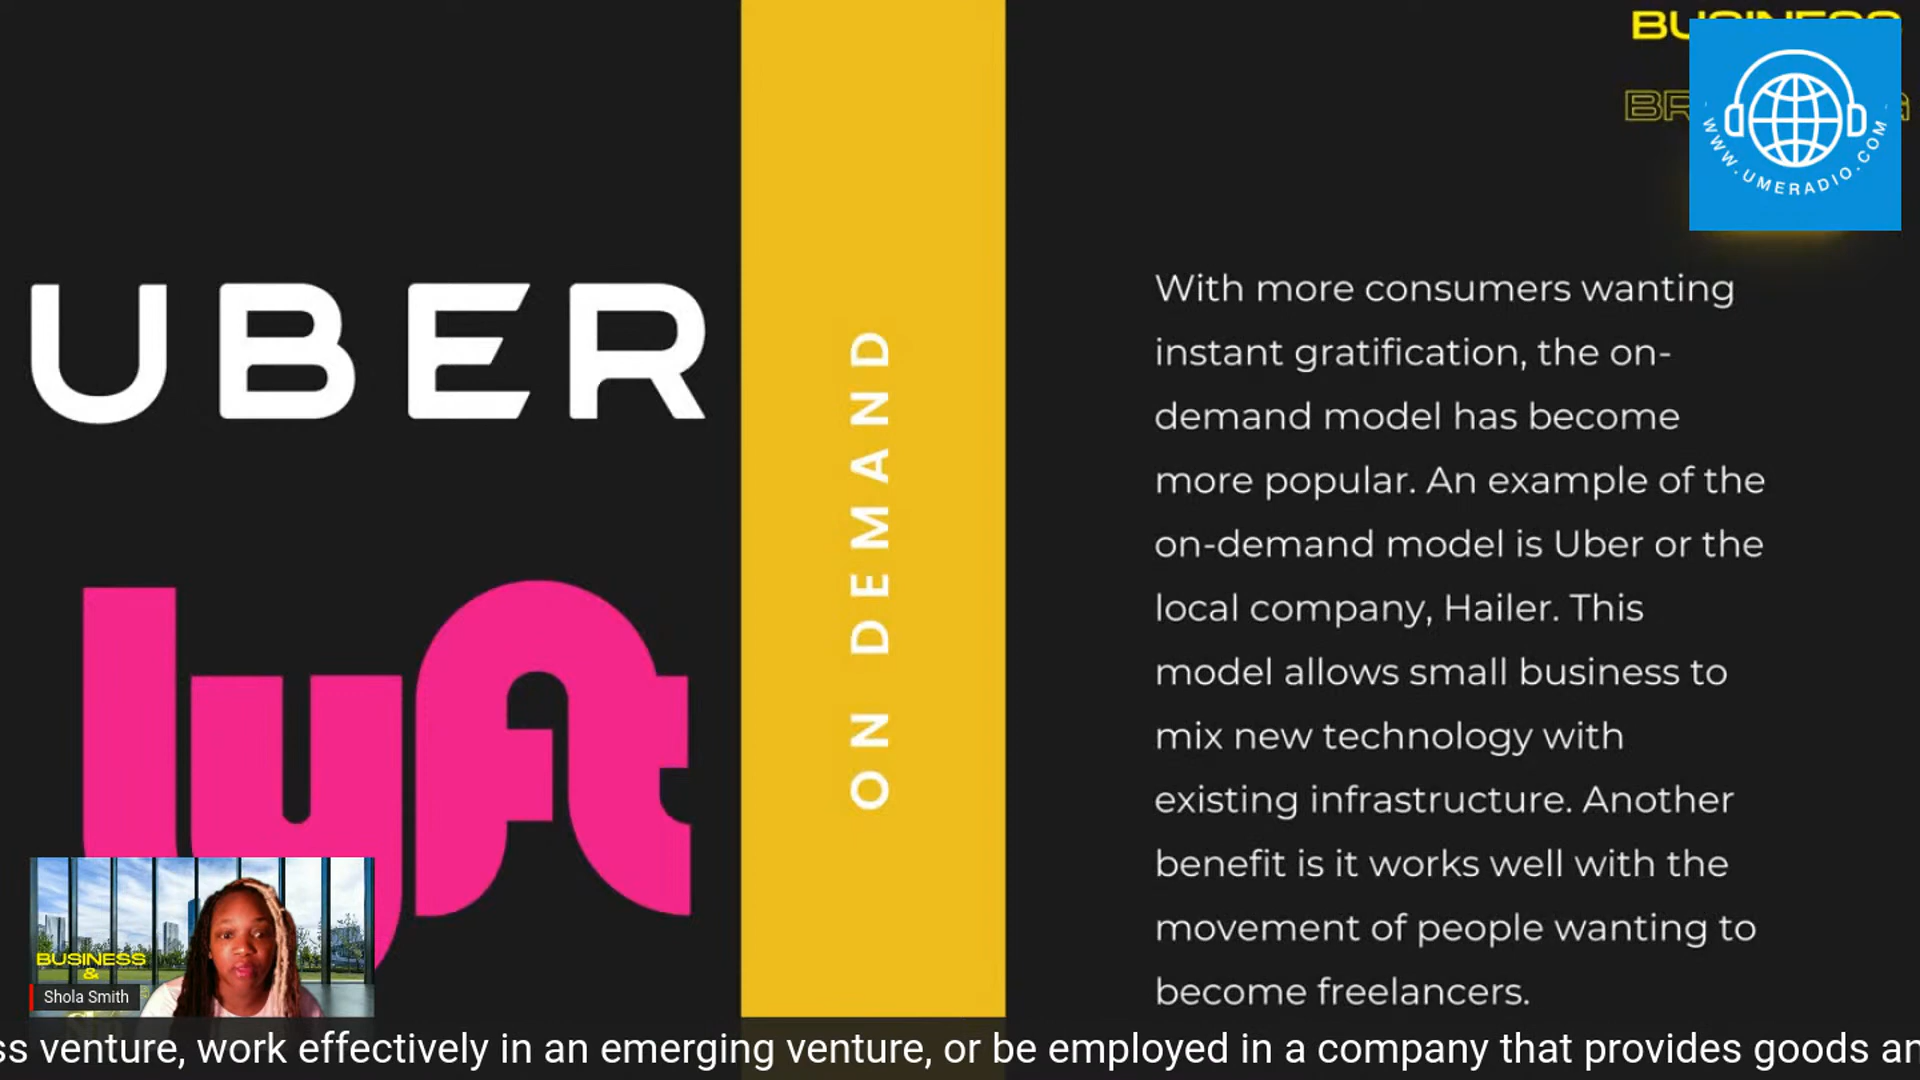 BUSINESS
WWW.UMERADIO.COM
UBER
lyft
ON DEMAND
With more consumers wanting
instant gratification, the on-
demand model has become
more popular. An example of the
on-demand model is Uber or the
local company, Hailer. This
model allows small business to
mix new technology with
existing infrastructure. Another
benefit is it works well with the
movement of people wanting to
become freelancers.
BUSINESS
&
Shola Smith
venture, work effectively in an emerging venture, or be employed in a company that provides goods